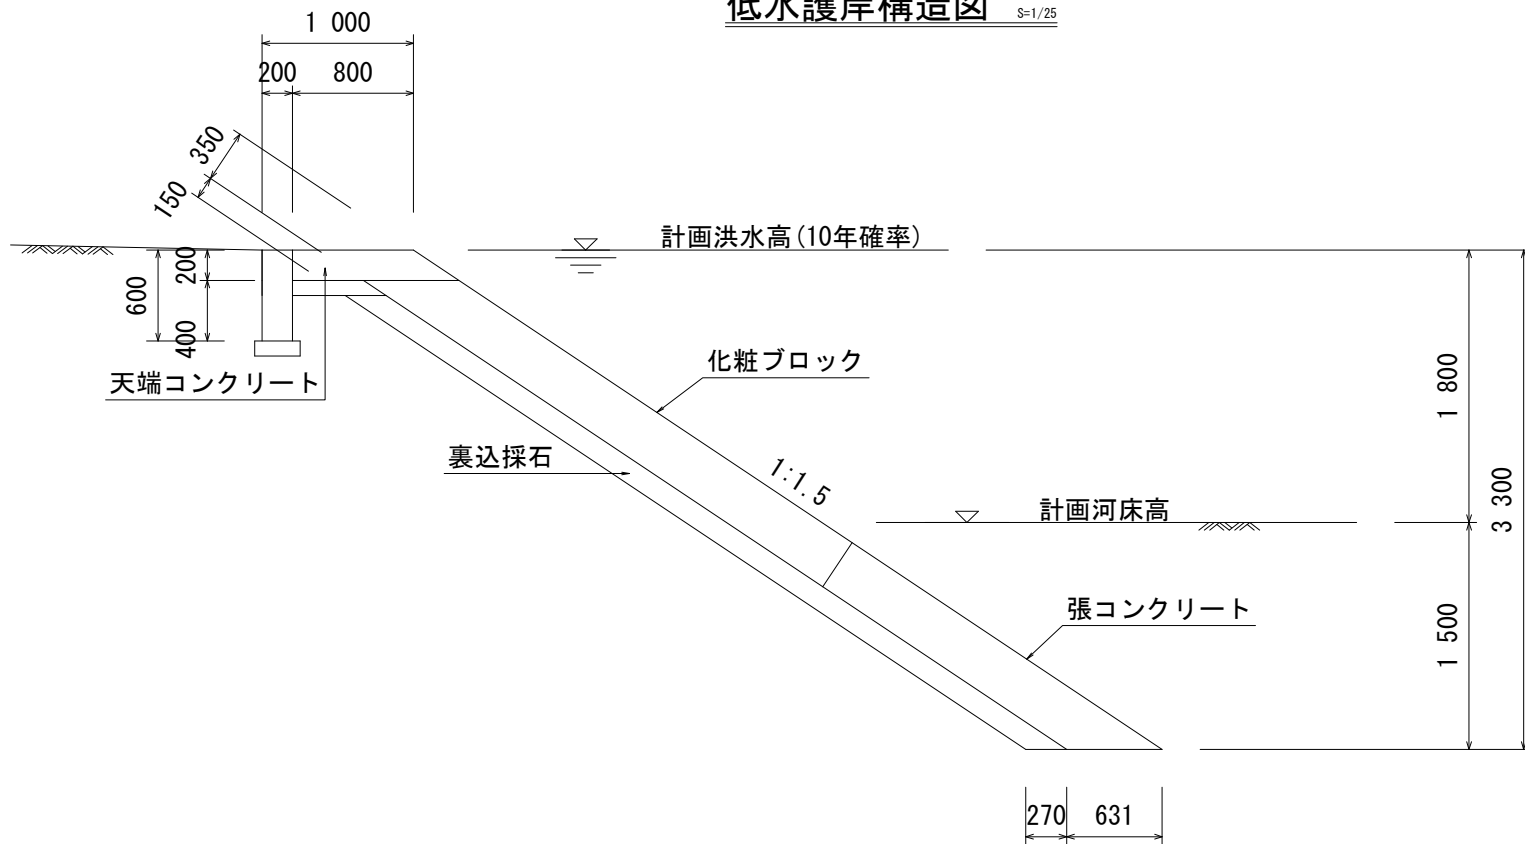 低水護岸構造図 S=1/25
1 000
200 800
350
150
計画洪水高(10年確率)
200
600
400
天端コンクリート
化粧ブロック
裏込採石
1:1.5
計画河床高
1 800
3 300
張コンクリート
1 500
270 631